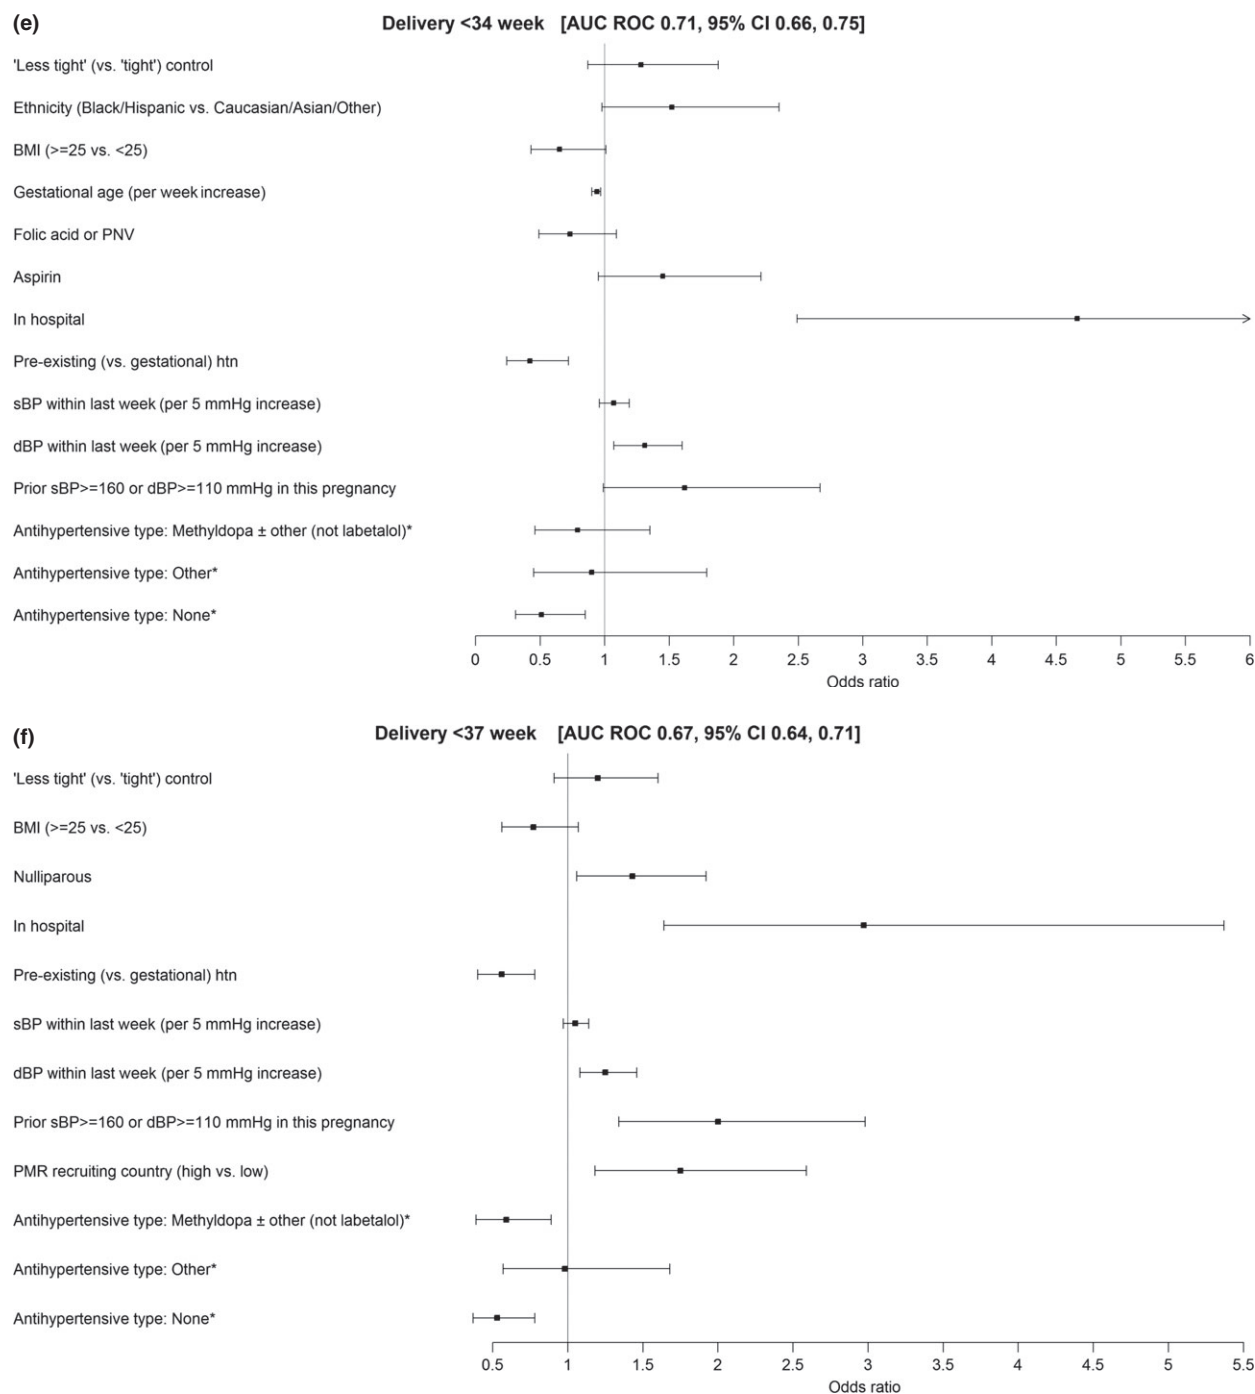 (e)
Delivery <34 week [AUC ROC 0.71, 95% CI 0.66, 0.75]
'Less tight' (vs. 'tight') control
Ethnicity (Black/Hispanic vs. Caucasian/Asian/Other)
BMI (>=25 vs. <25)
Gestational age (per week increase)
Folic acid or PNV
Aspirin
In hospital
Pre-existing (vs. gestational) htn
sBP within last week (per 5 mmHg increase)
dBP within last week (per 5 mmHg increase)
Prior sBP>=160 or dBP>=110 mmHg in this pregnancy
Antihypertensive type: Methyldopa ± other (not labetalol)*
Antihypertensive type: Other*
Antihypertensive type: None*
0 0.5 1 1.5 2 2.5 3 3.5 4 4.5 5 5.5 6
Odds ratio
(f)
Delivery <37 week [AUC ROC 0.67, 95% CI 0.64, 0.71]
'Less tight' (vs. 'tight') control
BMI (>=25 vs. <25)
Nulliparous
In hospital
Pre-existing (vs. gestational) htn
sBP within last week (per 5 mmHg increase)
dBP within last week (per 5 mmHg increase)
Prior sBP>=160 or dBP>=110 mmHg in this pregnancy
PMR recruiting country (high vs. low)
Antihypertensive type: Methyldopa ± other (not labetalol)*
Antihypertensive type: Other*
Antihypertensive type: None*
0.5 1 1.5 2 2.5 3 3.5 4 4.5 5 5.5
Odds ratio